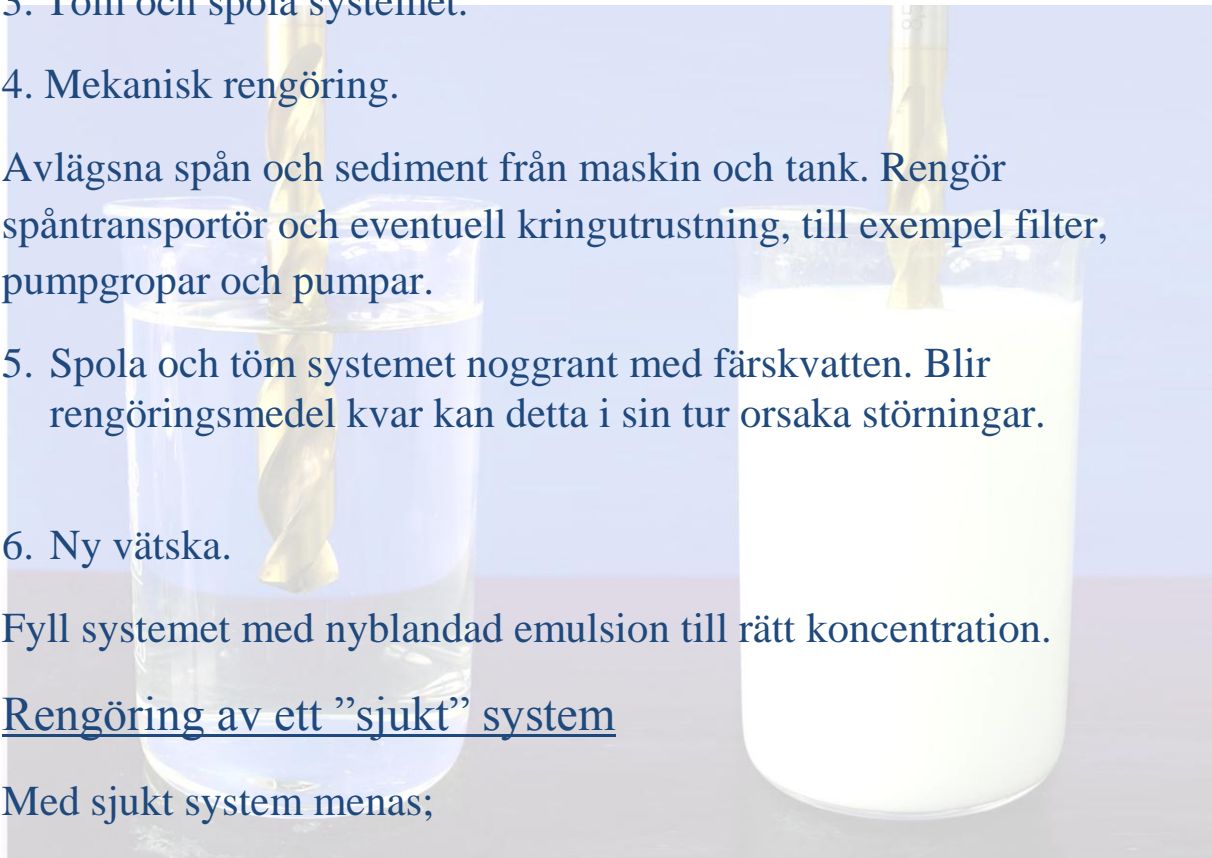 3. Töm och spola systemet.
4. Mekanisk rengöring.
Avlägsna spån och sediment från maskin och tank. Rengör
spåntransportör och eventuell kringutrustning, till exempel filter,
pumpgropar och pumpar.
5. Spola och töm systemet noggrant med färskvatten. Blir
rengöringsmedel kvar kan detta i sin tur orsaka störningar.
6. Ny vätska.
Fyll systemet med nyblandad emulsion till rätt koncentration.
Rengöring av ett ”sjukt” system
Med sjukt system menas;